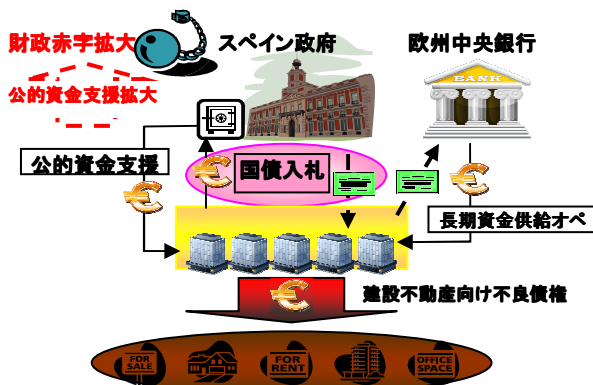 財政赤字拡大
スペイン政府
欧州中央銀行
公的資金支援拡大
BANK
公的資金支援
国債入札
長期資金供給オペ
建設不動産向け不良債権
FOR
SALE
FOR
RENT
OFFICE
SPACE